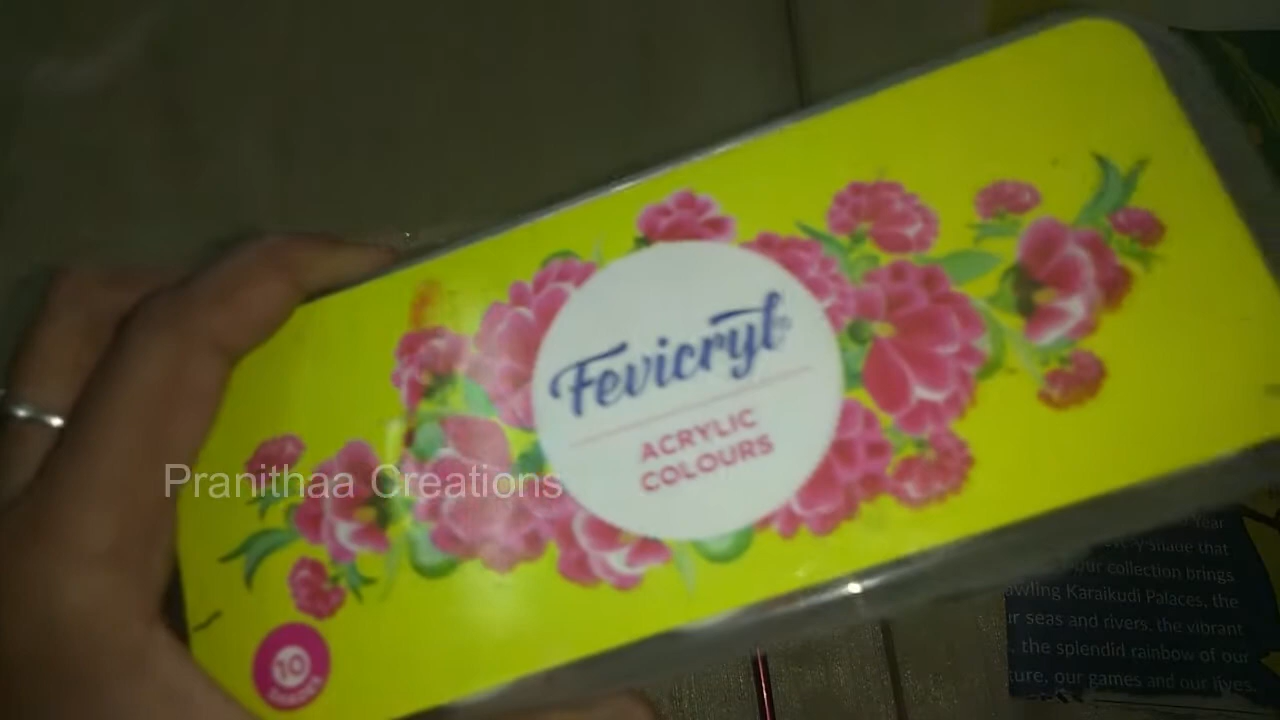 Fevicryl®
ACRYLIC
COLOURS
Pranithaa Creations
10
SHADES
Year
shade that
our collection brings
Karaikudi Palaces, the
seas and rivers, the vibrant
the splendid rainbow of our
our games and our lives.